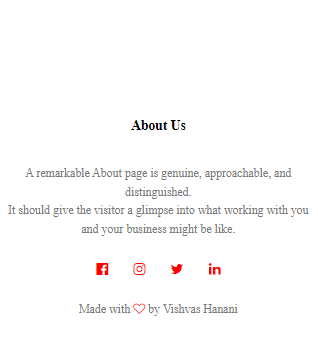 About Us
A remarkable About page is genuine, approachable, and
distinguished.
It should give the visitor a glimpse into what working with you
and your business might be like.
Made with ♡ by Vishvas Hanani